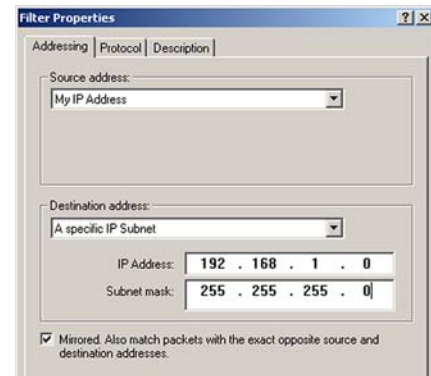 Filter Properties
Addressing Protocol Description
Source address:
My IP Address
Destination address:
A specific IP Subnet
IP Address: 192 . 168 . 1 . 0
Subnet mask: 255 . 255 . 255 . 0
Mirrored. Also match packets with the exact opposite source and
destination addresses.